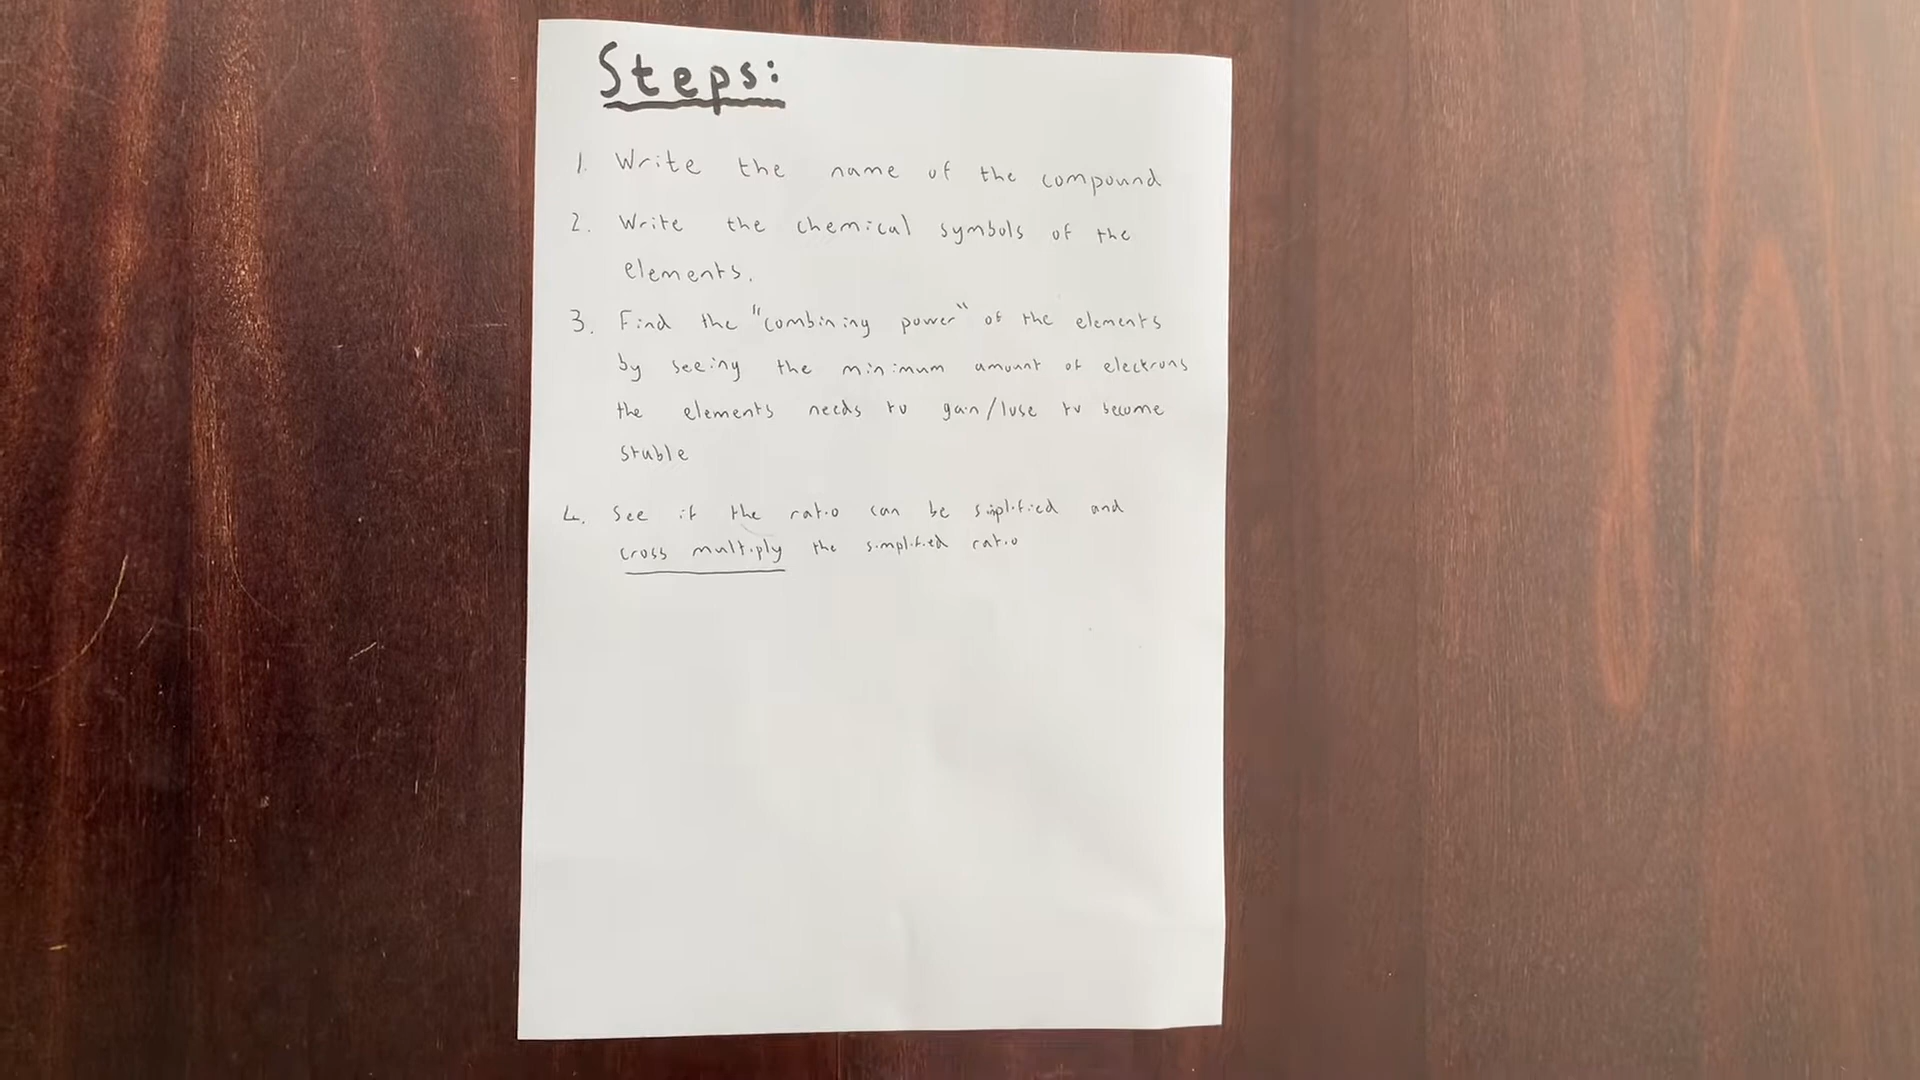 Steps:
1. Write the name of the compound
2. Write the chemical symbols of the
elements.
3. Find the "combining power" of the elements
by seeing the minimum amount of electrons
the elements needs to gain/lose to become
stable
4. See if the ratio can be simplified and
cross multiply the simplified ratio